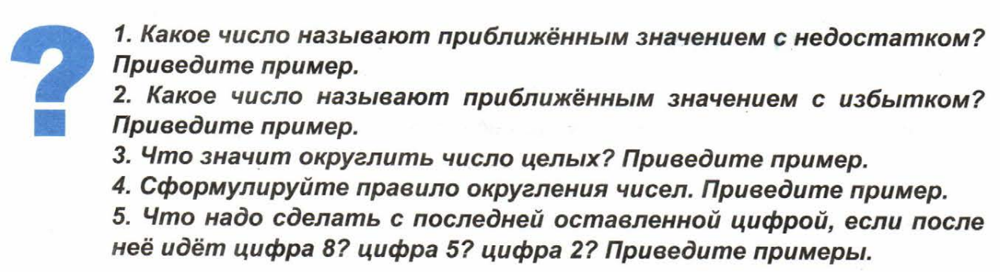 ?
1. Какое число называют приближённым значением с недостатком?
Приведите пример.
2. Какое число называют приближённым значением с избытком?
Приведите пример.
3. Что значит округлить число целых? Приведите пример.
4. Сформулируйте правило округления чисел. Приведите пример.
5. Что надо сделать с последней оставленной цифрой, если после
неё идёт цифра 8? цифра 5? цифра 2? Приведите примеры.